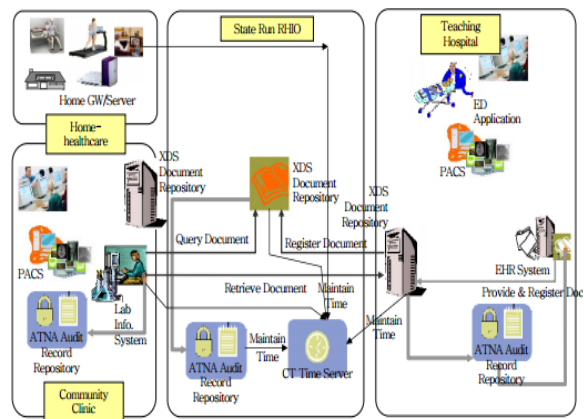 State Run RHIO
Teaching
Hospital
Home GW/Server
Home-
healthcare
ED
Application
PACS
XDS
Document
Repository
XDS
Document
Repository
XDS
Document
Repository
Query Document
Register Document
PACS
EHR System
Lab
Info.
System
Retrieve Document
Maintain
Time
Provide & Register Doc
ATNA Audit
Record
Repository
Maintain
Time
ATNA Audit
Record
Repository
CT Time Server
Maintain
Time
ATNA Audit
Record
Repository
Community
Clinic